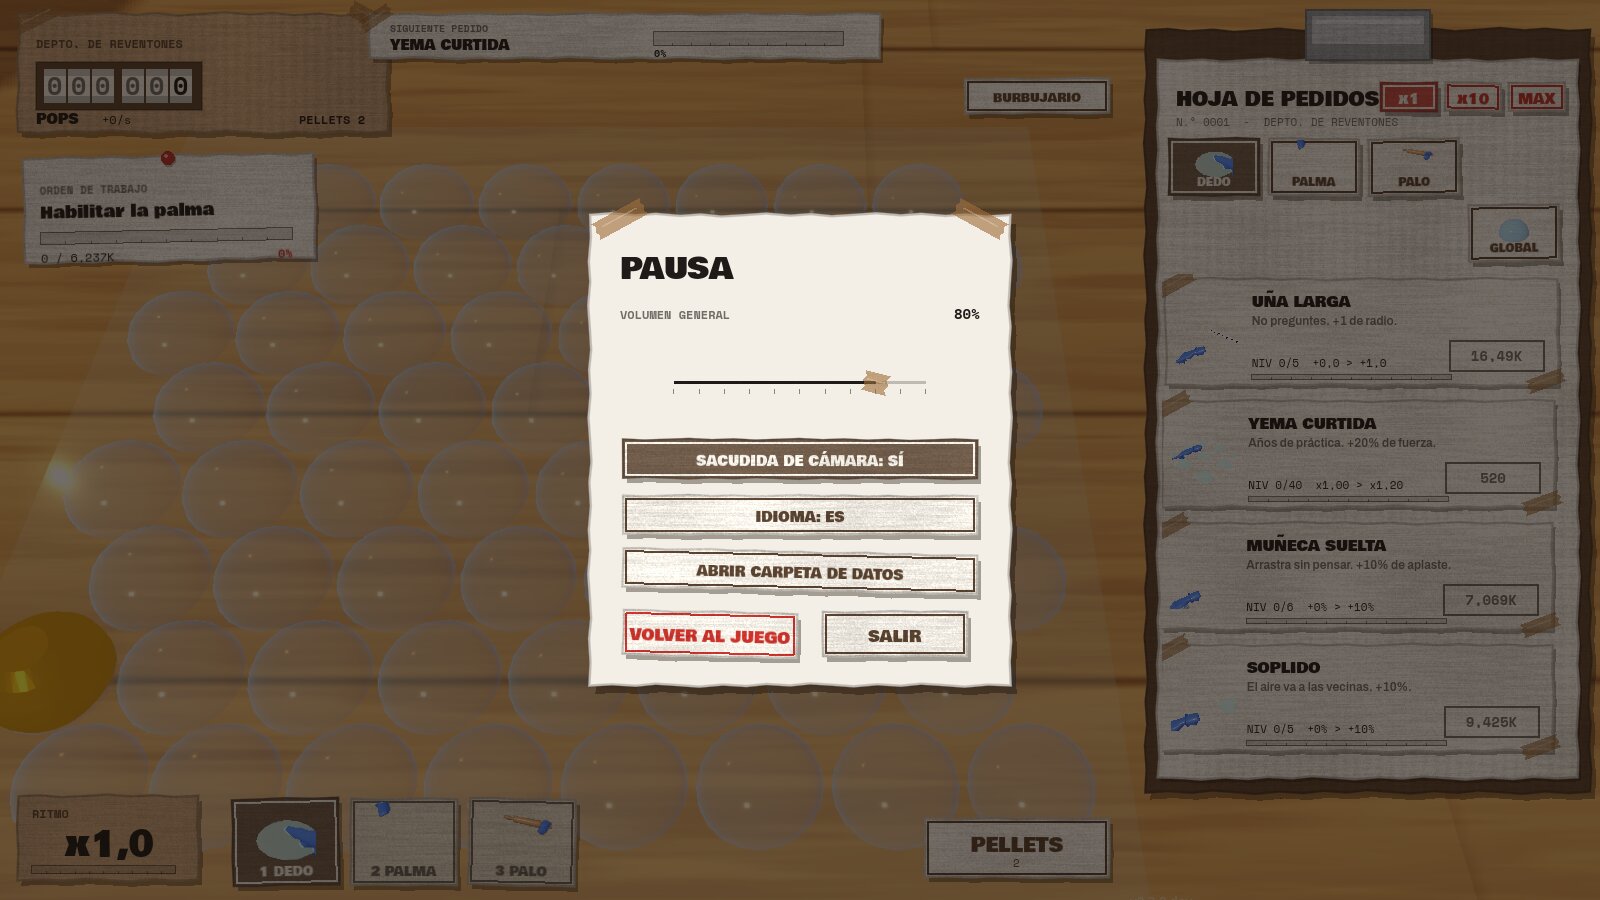 DEPTO. DE REVENTONES
000 000
POPS +0/s PELLETS 2
SIGUIENTE PEDIDO
YEMA CURTIDA
0%
BURBUJARIO
ORDEN DE TRABAJO
Habilitar la palma
0 / 6,237K 0%
PAUSA
VOLUMEN GENERAL 80%
SACUDIDA DE CÁMARA: SÍ
IDIOMA: ES
ABRIR CARPETA DE DATOS
VOLVER AL JUEGO SALIR
HOJA DE PEDIDOS x1 x10 MAX
N.° 0001 - DEPTO. DE REVENTONES
DEDO PALMA PALO
GLOBAL
UÑA LARGA
No preguntes. +1 de radio.
NIV 0/5 +0,0 > +1,0 16,49K
YEMA CURTIDA
Años de práctica. +20% de fuerza.
NIV 0/40 x1,00 > x1,20 520
MUÑECA SUELTA
Arrastra sin pensar. +10% de aplaste.
NIV 0/6 +0% > +10% 7,069K
SOPLIDO
El aire va a las vecinas. +10%.
NIV 0/5 +0% > +10% 9,425K
RITMO
x1,0
1 DEDO 2 PALMA 3 PALO
PELLETS
2